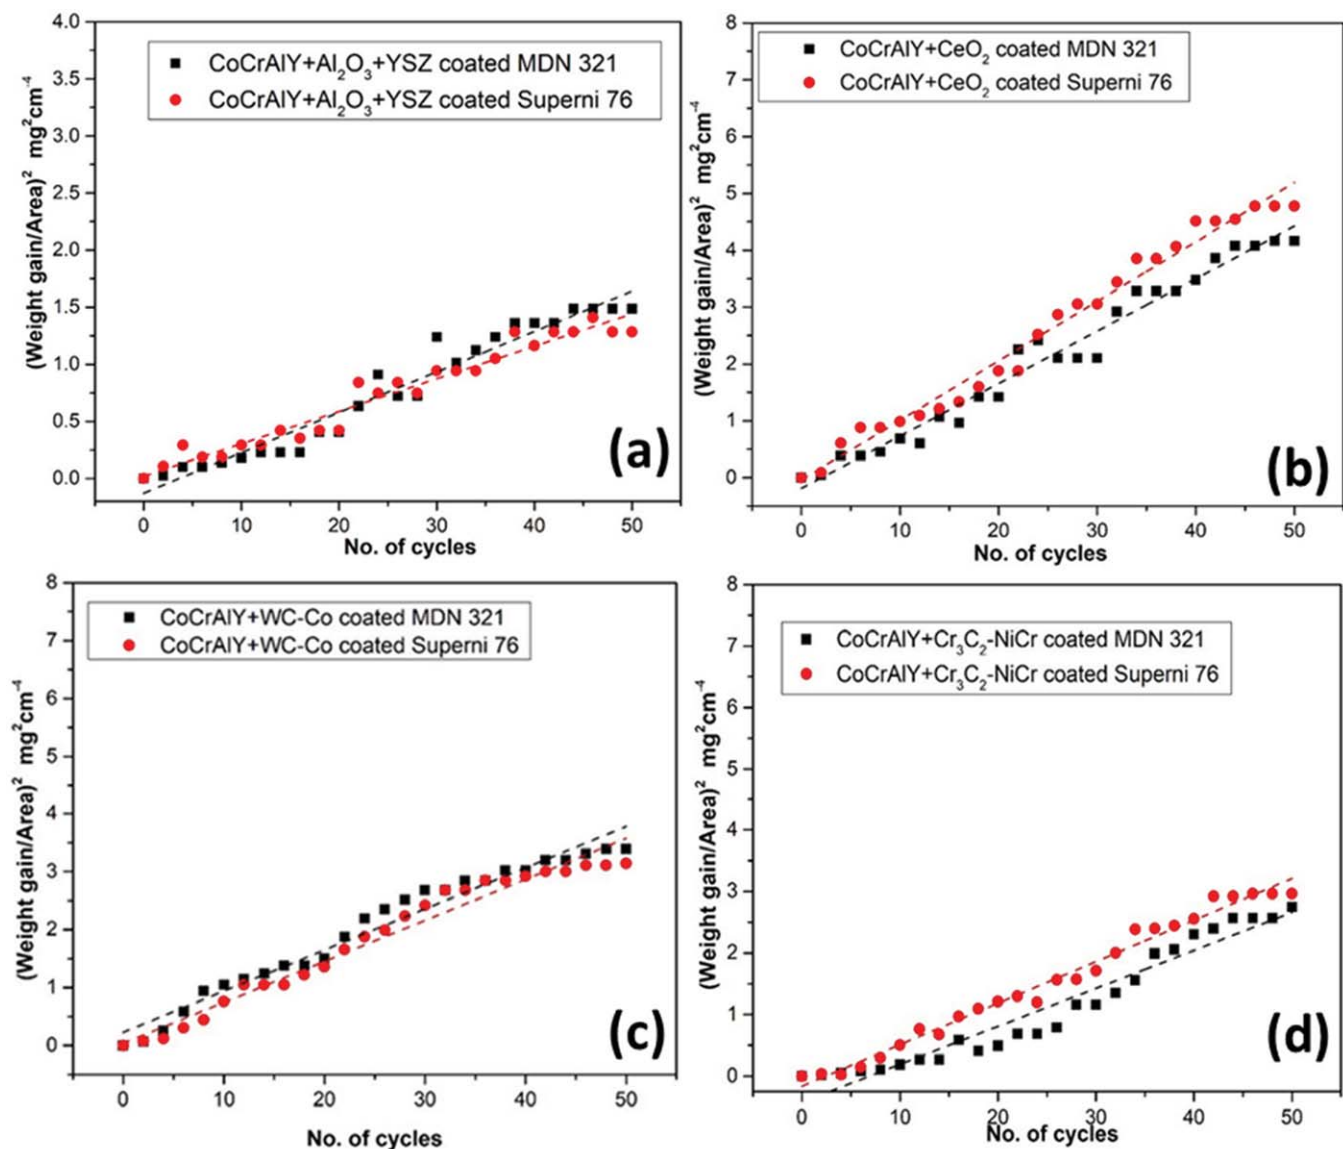 4.0
3.5
3.0
2.5
2.0
1.5
1.0
0.5
0.0
(Weight gain/Area)² mg²cm⁻⁴
CoCrAlY+Al₂O₃+YSZ coated MDN 321
CoCrAlY+Al₂O₃+YSZ coated Superni 76
(a)
0 10 20 30 40 50
No. of cycles
8
7
6
5
4
3
2
1
0
(Weight gain/Area)² mg²cm⁻⁴
CoCrAlY+CeO₂ coated MDN 321
CoCrAlY+CeO₂ coated Superni 76
(b)
0 10 20 30 40 50
No. of cycles
8
7
6
5
4
3
2
1
0
(Weight gain/Area)² mg²cm⁻⁴
CoCrAlY+WC-Co coated MDN 321
CoCrAlY+WC-Co coated Superni 76
(c)
0 10 20 30 40 50
No. of cycles
8
7
6
5
4
3
2
1
0
(Weight gain/Area)² mg²cm⁻⁴
CoCrAlY+Cr₃C₂-NiCr coated MDN 321
CoCrAlY+Cr₃C₂-NiCr coated Superni 76
(d)
0 10 20 30 40 50
No. of cycles